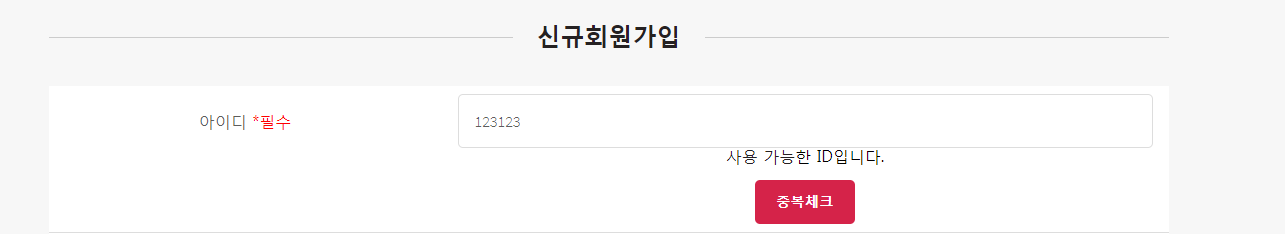 신규회원가입
아이디 *필수
123123
사용 가능한 ID입니다.
중복체크